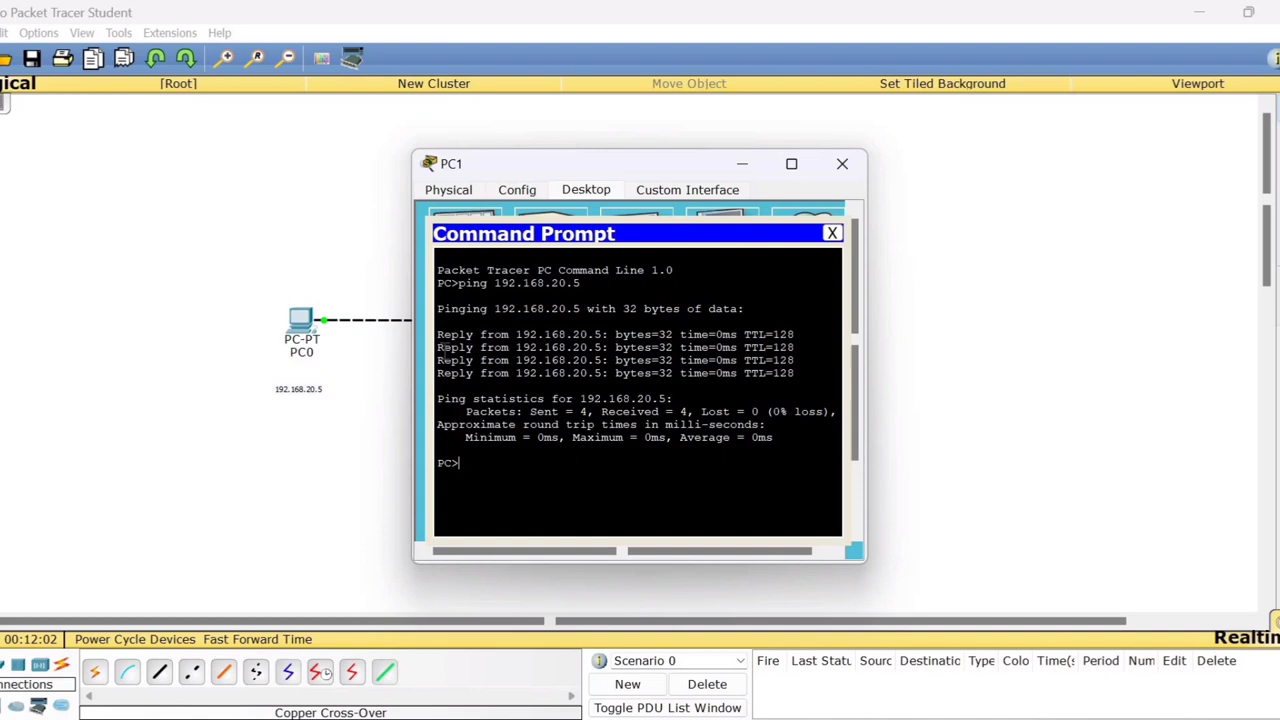 o Packet Tracer Student
it Options View Tools Extensions Help
gical [Root] New Cluster Move Object Set Tiled Background Viewport
PC1
Physical Config Desktop Custom Interface
Command Prompt X
Packet Tracer PC Command Line 1.0
PC>ping 192.168.20.5
Pinging 192.168.20.5 with 32 bytes of data:
Reply from 192.168.20.5: bytes=32 time=0ms TTL=128
Reply from 192.168.20.5: bytes=32 time=0ms TTL=128
Reply from 192.168.20.5: bytes=32 time=0ms TTL=128
Reply from 192.168.20.5: bytes=32 time=0ms TTL=128
Ping statistics for 192.168.20.5:
Packets: Sent = 4, Received = 4, Lost = 0 (0% loss),
Approximate round trip times in milli-seconds:
Minimum = 0ms, Maximum = 0ms, Average = 0ms
PC>
PC-PT
PC0
192.168.20.5
00:12:02 Power Cycle Devices Fast Forward Time Realtim
nnections
Copper Cross-Over
Scenario 0
New Delete
Toggle PDU List Window
Fire Last Statu Sourc Destinatio Type Colo Time(s Period Num Edit Delete